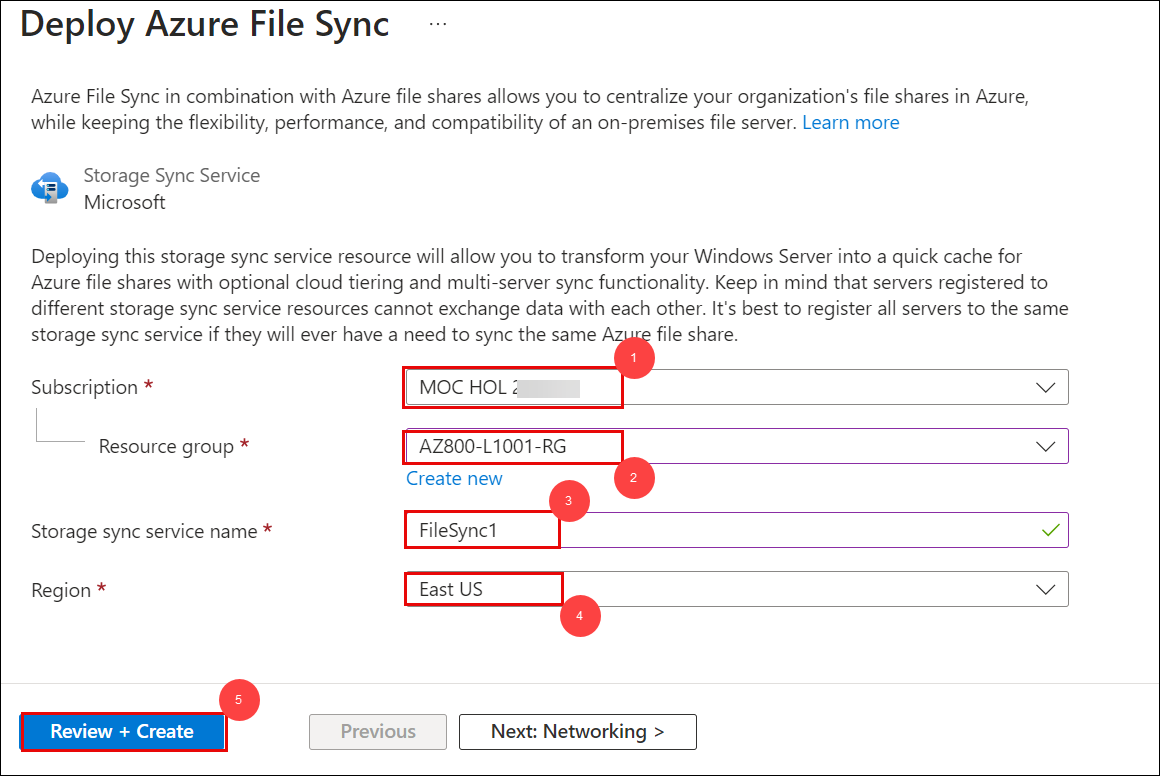 Deploy Azure File Sync ...
Azure File Sync in combination with Azure file shares allows you to centralize your organization's file shares in Azure,
while keeping the flexibility, performance, and compatibility of an on-premises file server. Learn more
Storage Sync Service
Microsoft
Deploying this storage sync service resource will allow you to transform your Windows Server into a quick cache for
Azure file shares with optional cloud tiering and multi-server sync functionality. Keep in mind that servers registered to
different storage sync service resources cannot exchange data with each other. It's best to register all servers to the same
storage sync service if they will ever have a need to sync the same Azure file share.
1
Subscription * MOC HOL
Resource group * AZ800-L1001-RG
Create new 2
3
Storage sync service name * FileSync1
Region * East US
4
5
Review + Create Previous Next: Networking >